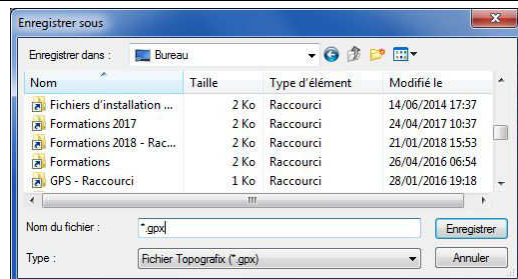 Enregistrer sous
Enregistrer dans : Bureau
Nom Taille Type d'élément Modifié le
Fichiers d'installation ... 2 Ko Raccourci 14/06/2014 17:37
Formations 2017 2 Ko Raccourci 24/04/2017 10:37
Formations 2018 - Rac... 2 Ko Raccourci 21/01/2018 15:53
Formations 2 Ko Raccourci 26/04/2016 06:54
GPS - Raccourci 1 Ko Raccourci 28/01/2016 19:18
Nom du fichier : *.gpx Enregistrer
Type : Fichier Topografix (*.gpx) Annuler